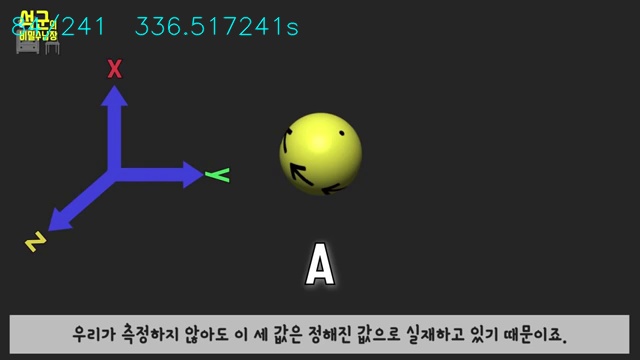 84/241 336.517241s
석군의
비밀수납장
X
Y
Z
A
우리가 측정하지 않아도 이 세 값은 정해진 값으로 실재하고 있기 때문이죠.